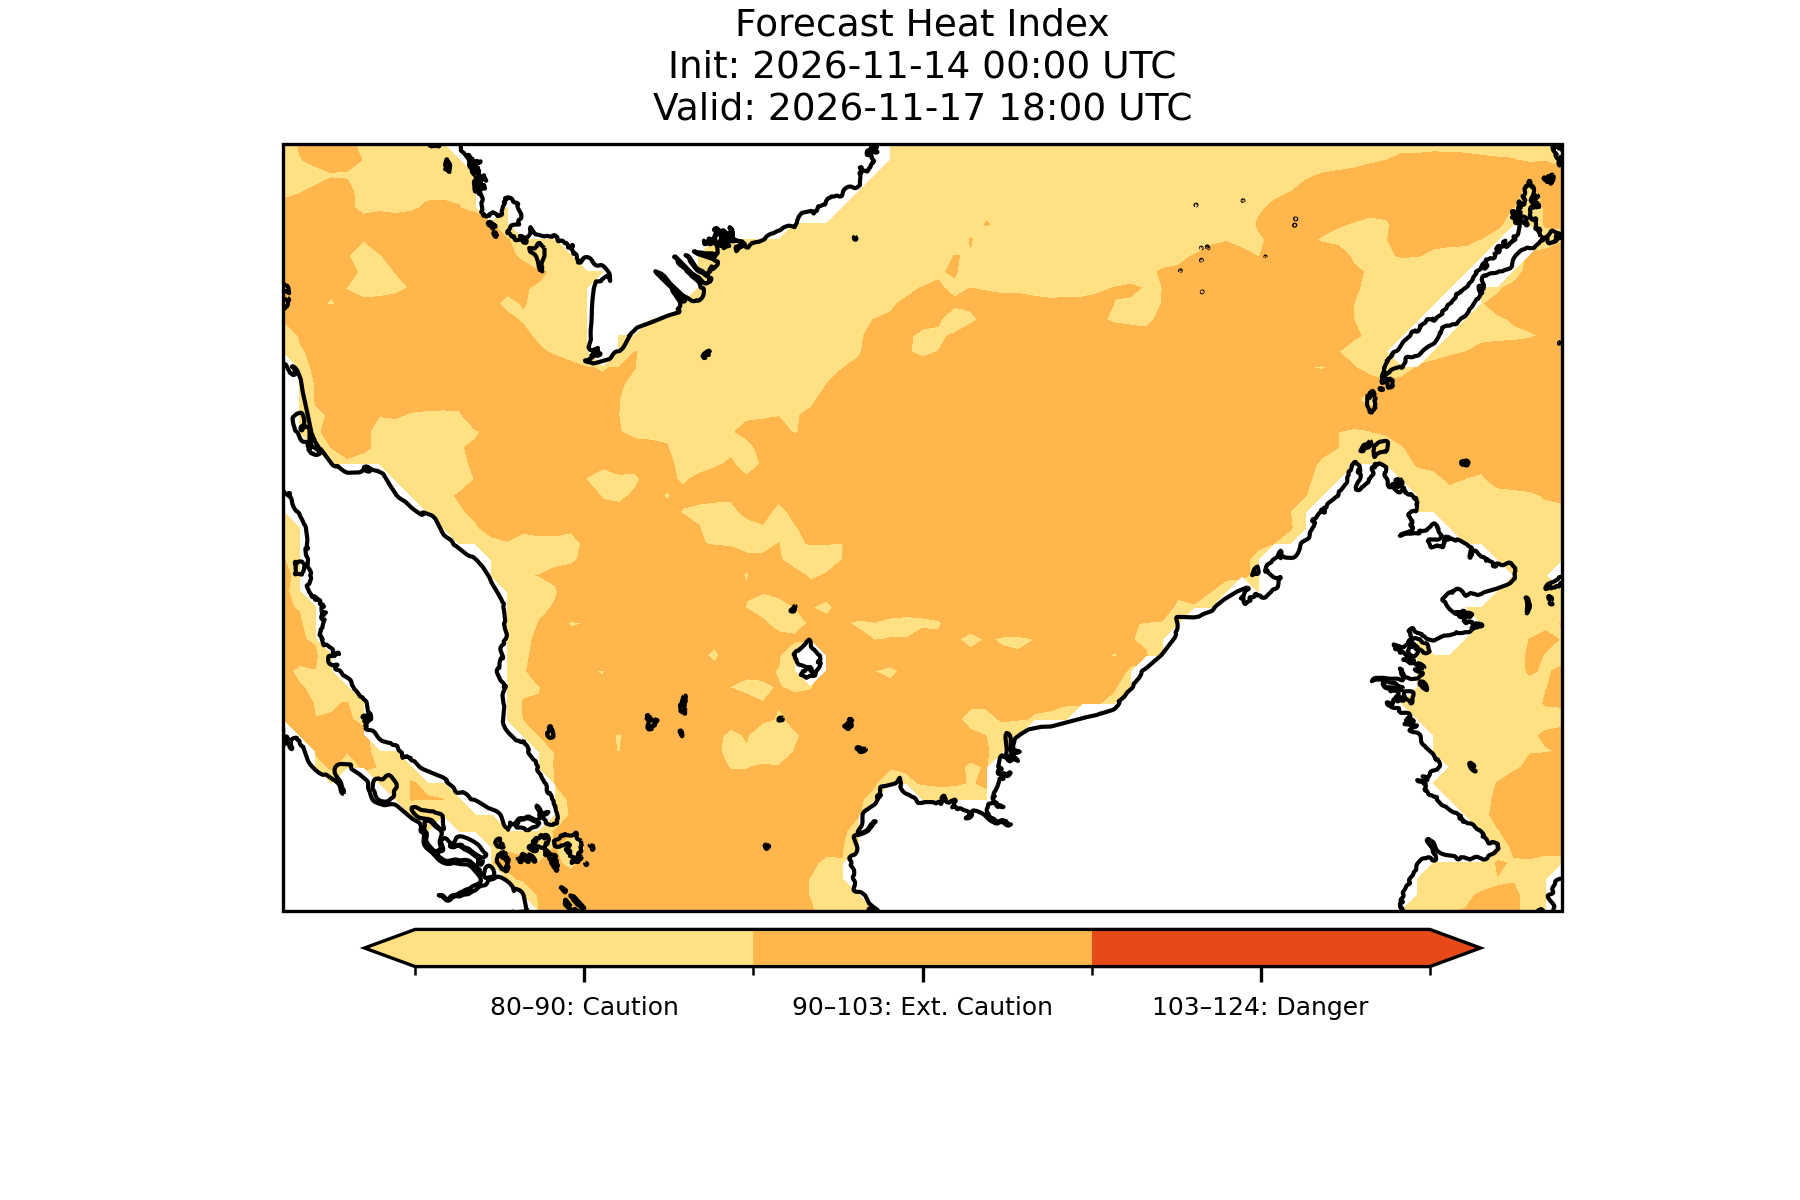 Forecast Heat Index
Init: 2026-11-14 00:00 UTC
Valid: 2026-11-17 18:00 UTC
80–90: Caution
90–103: Ext. Caution
103–124: Danger